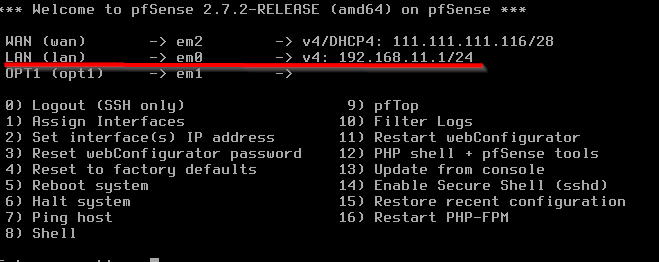 *** Welcome to pfSense 2.7.2-RELEASE (amd64) on pfSense ***
WAN (wan) -> em2 -> v4/DHCP4: 111.111.111.116/28
LAN (lan) -> em0 -> v4: 192.168.11.1/24
OPT1 (opt1) -> em1 ->
0) Logout (SSH only) 9) pfTop
1) Assign Interfaces 10) Filter Logs
2) Set interface(s) IP address 11) Restart webConfigurator
3) Reset webConfigurator password 12) PHP shell + pfSense tools
4) Reset to factory defaults 13) Update from console
5) Reboot system 14) Enable Secure Shell (sshd)
6) Halt system 15) Restore recent configuration
7) Ping host 16) Restart PHP-FPM
8) Shell